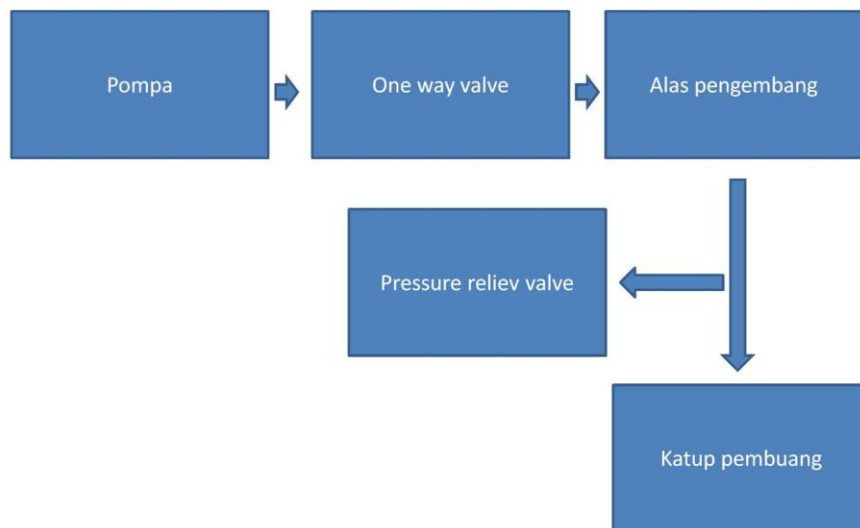 Pompa
One way valve
Alas pengembang
Pressure reliev valve
Katup pembuang